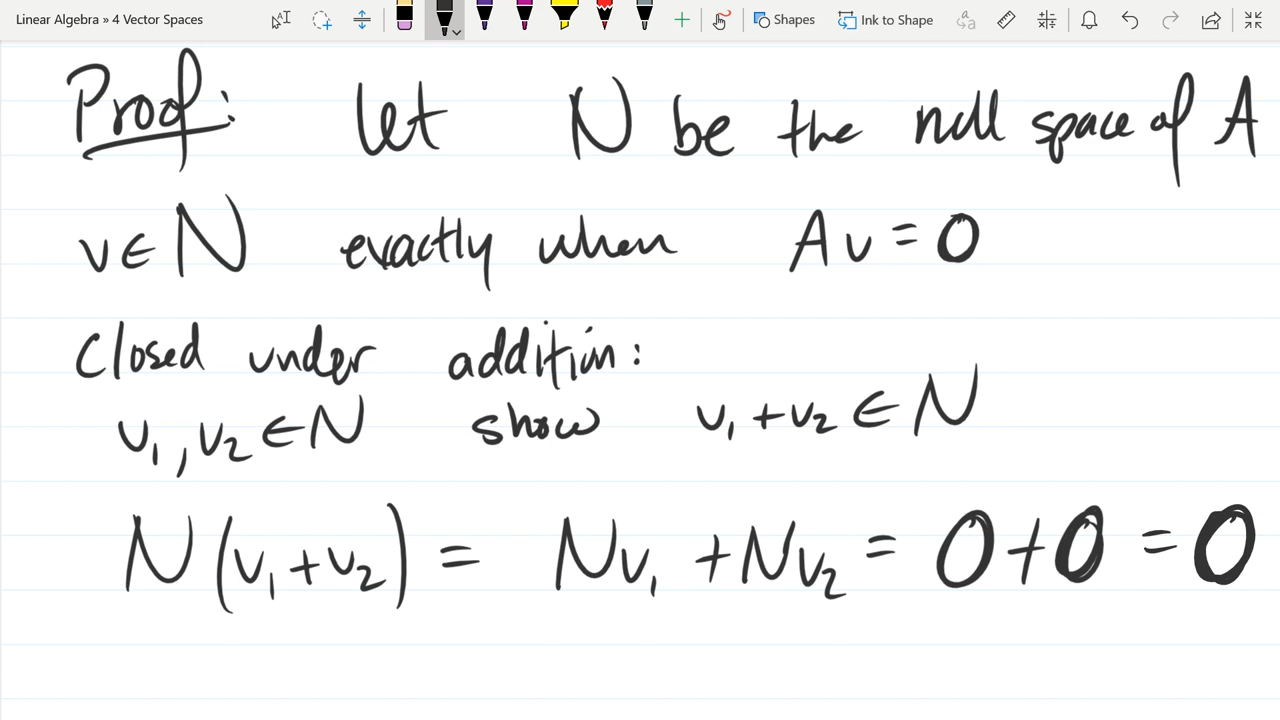 Linear Algebra » 4 Vector Spaces
Shapes
Ink to Shape
Proof: let N be the null space of A
v ∈ N exactly when Av = 0
Closed under addition:
v₁, v₂ ∈ N show v₁ + v₂ ∈ N
N(v₁ + v₂) = Nv₁ + Nv₂ = 0 + 0 = 0